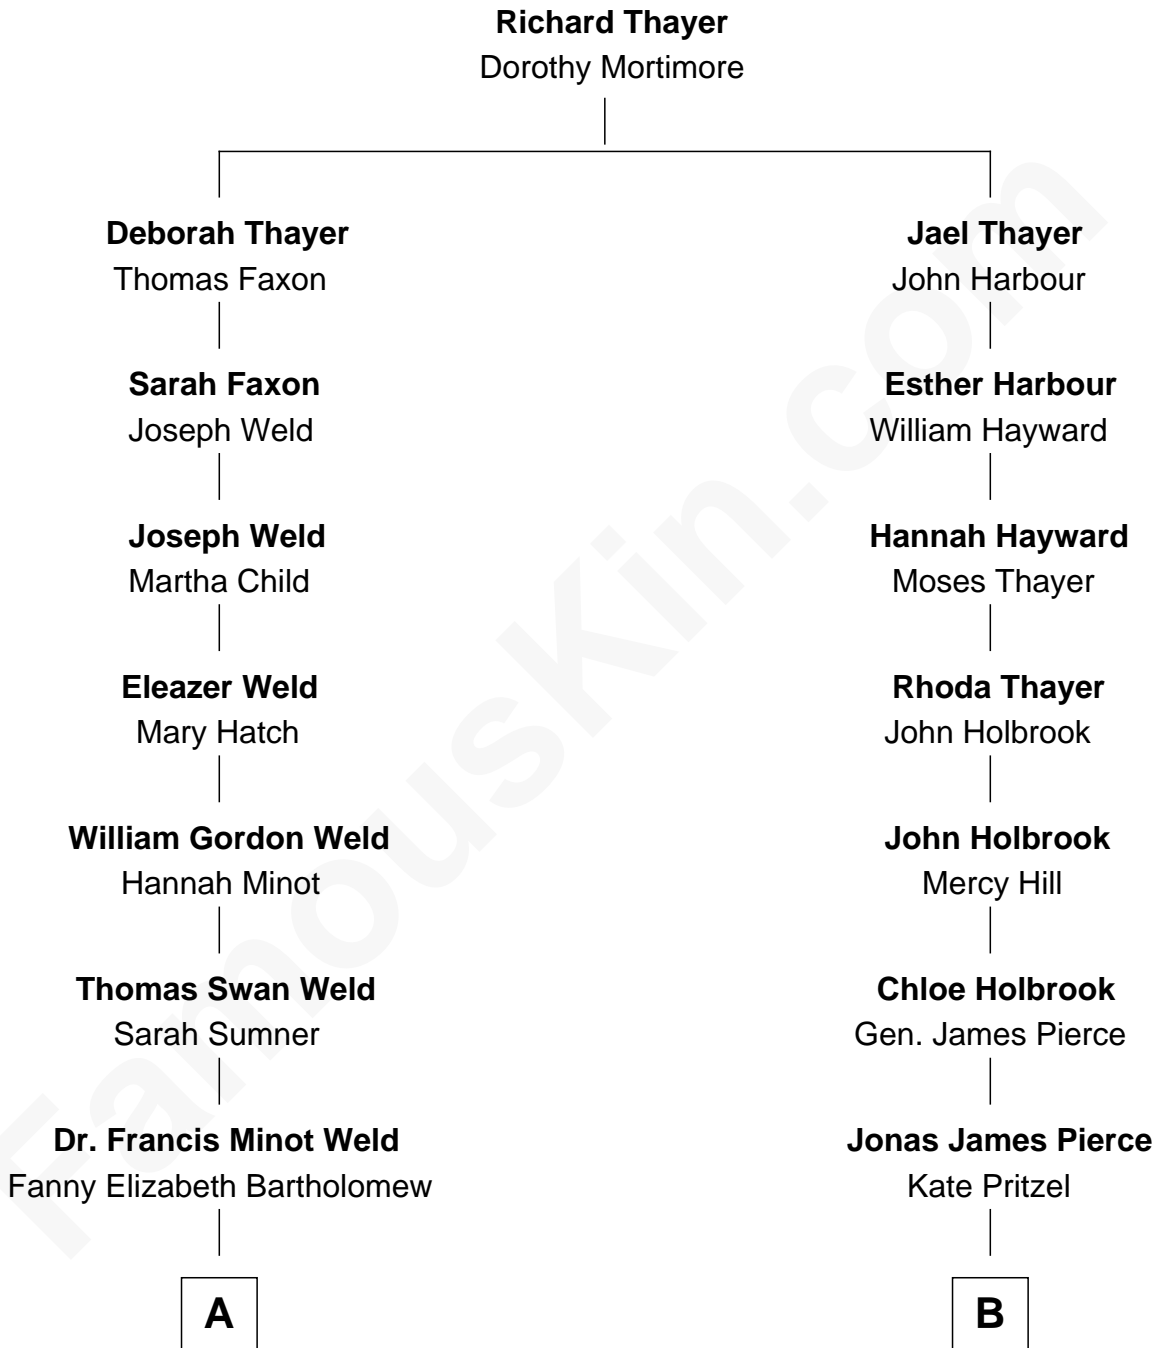 Richard Thayer
Dorothy Mortimore
Deborah Thayer
Thomas Faxon
Jael Thayer
John Harbour
Sarah Faxon
Joseph Weld
Esther Harbour
William Hayward
Joseph Weld
Martha Child
Hannah Hayward
Moses Thayer
Eleazer Weld
Mary Hatch
Rhoda Thayer
John Holbrook
William Gordon Weld
Hannah Minot
John Holbrook
Mercy Hill
Thomas Swan Weld
Sarah Sumner
Chloe Holbrook
Gen. James Pierce
Dr. Francis Minot Weld
Fanny Elizabeth Bartholomew
Jonas James Pierce
Kate Pritzel
A
B
FamousKin.com